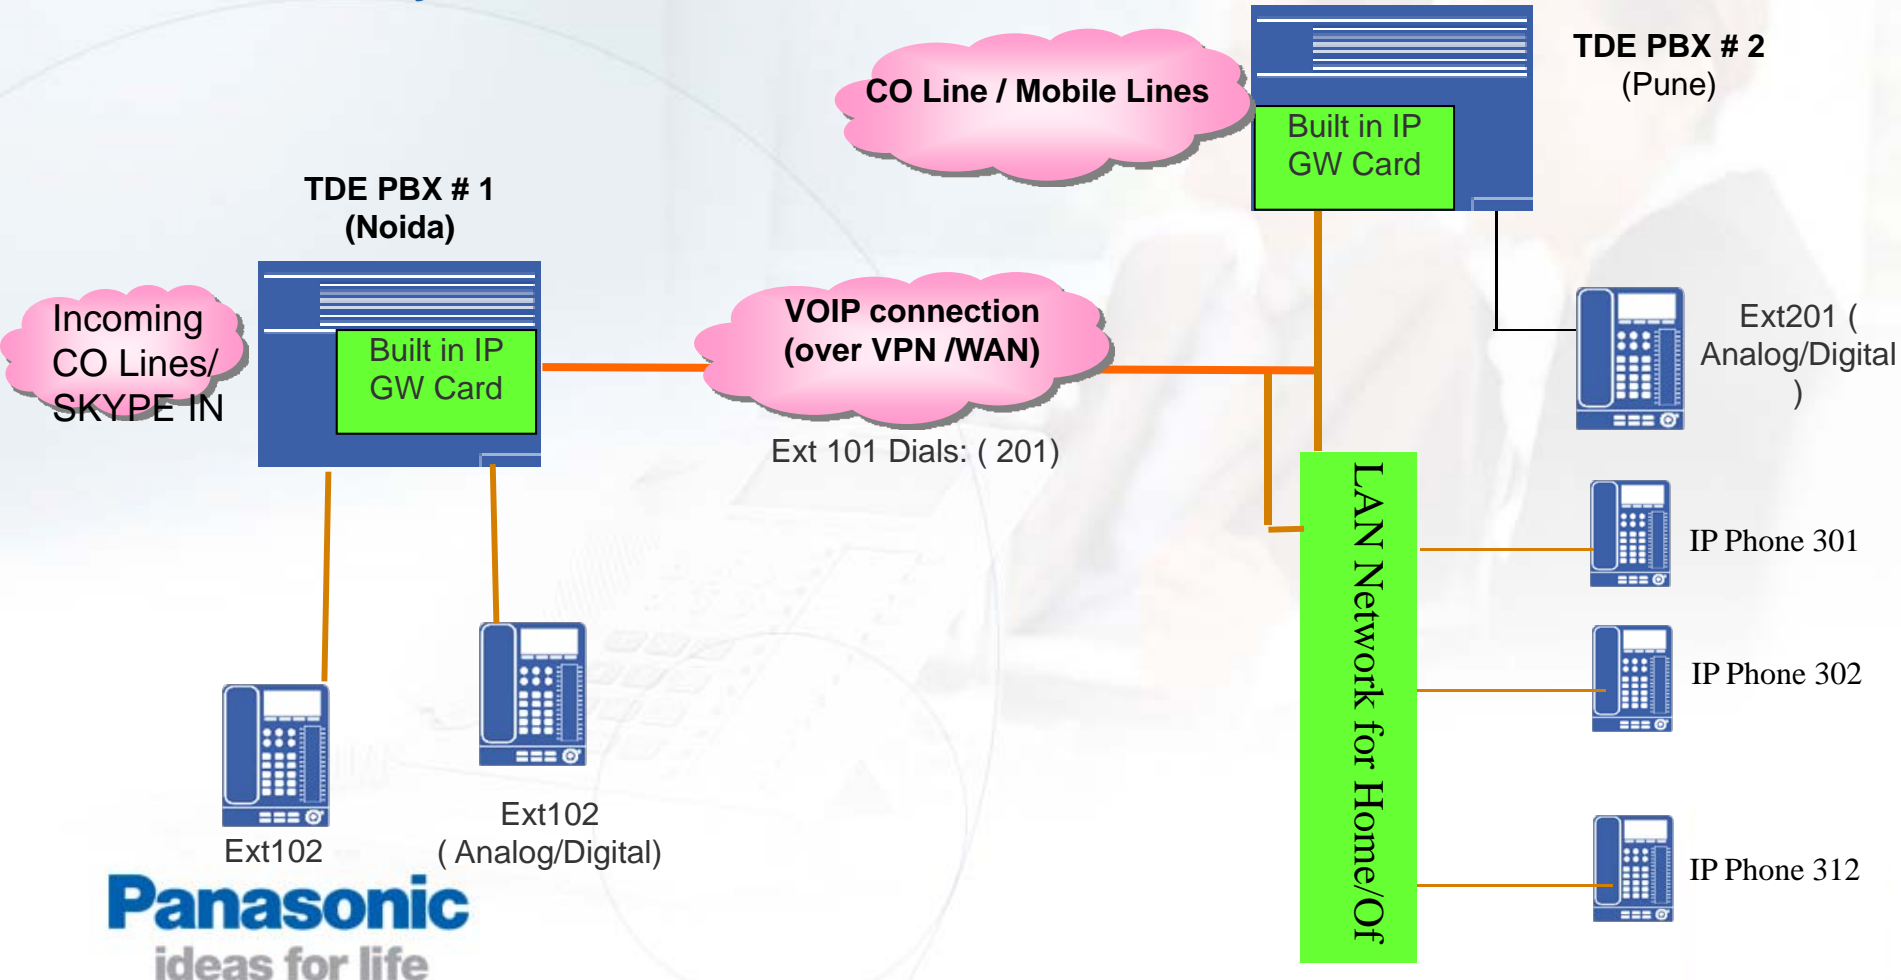 CO Line / Mobile Lines
TDE PBX # 2
(Pune)
Built in IP
GW Card
TDE PBX # 1
(Noida)
Incoming
CO Lines/
SKYPE IN
Built in IP
GW Card
VOIP connection
(over VPN /WAN)
Ext 101 Dials: ( 201)
Ext201 (
Analog/Digital
)
LAN Network for Home/Of
IP Phone 301
IP Phone 302
IP Phone 312
Ext102
Ext102
( Analog/Digital)
Panasonic
ideas for life